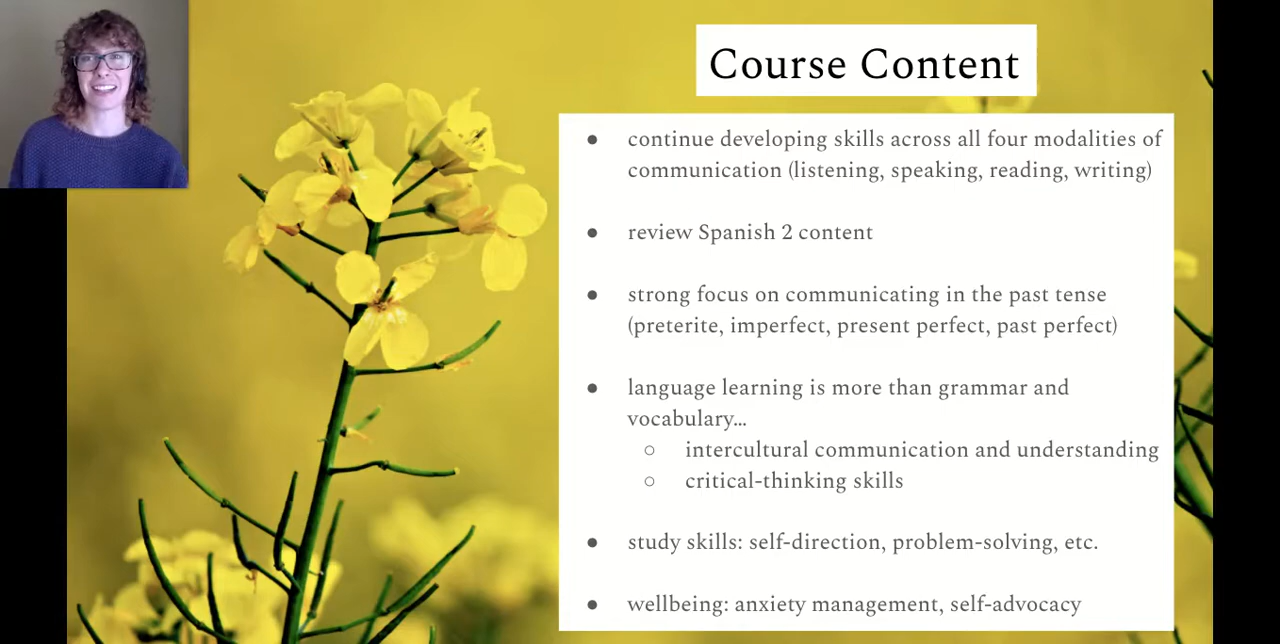 Course Content
● continue developing skills across all four modalities of
communication (listening, speaking, reading, writing)
● review Spanish 2 content
● strong focus on communicating in the past tense
(preterite, imperfect, present perfect, past perfect)
● language learning is more than grammar and
vocabulary…
○ intercultural communication and understanding
○ critical-thinking skills
● study skills: self-direction, problem-solving, etc.
● wellbeing: anxiety management, self-advocacy